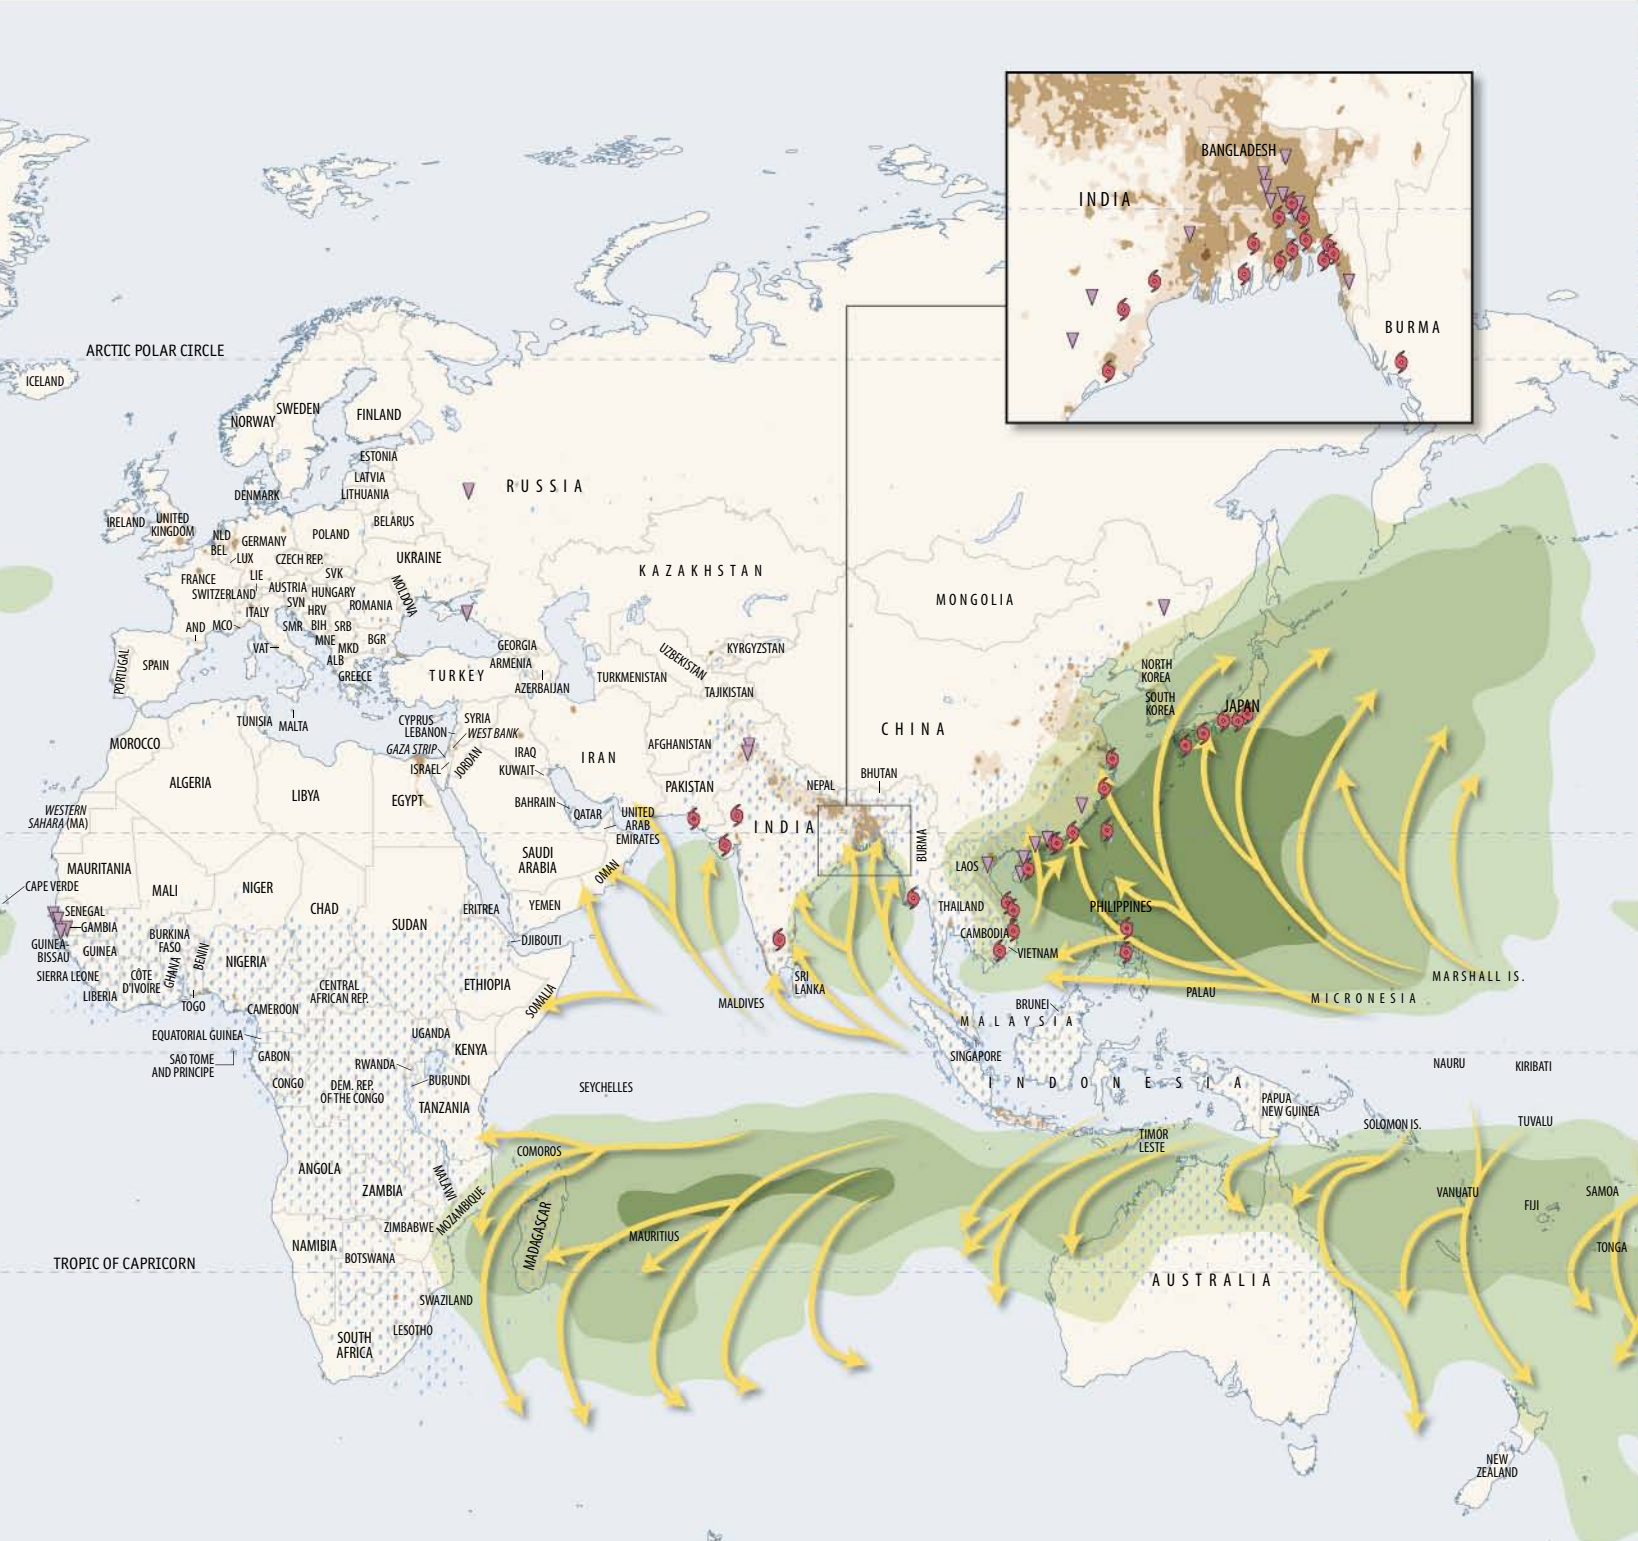 BANGLADESH
INDIA
BURMA
ARCTIC POLAR CIRCLE
ICELAND
SWEDEN
NORWAY
FINLAND
ESTONIA
LATVIA
LITHUANIA
DENMARK
RUSSIA
BELARUS
IRELAND
UNITED
KINGDOM
NLD
BEL
LUX
GERMANY
POLAND
CZECH REP.
UKRAINE
FRANCE
LIE
SVK
SWITZERLAND
AUSTRIA
HUNGARY
MOLDOVA
SVN
ITALY
HRV
ROMANIA
AND
MCO
SMR
BIH
SRB
MNE
BGR
VAT
MKD
ALB
GREECE
PORTUGAL
SPAIN
KAZAKHSTAN
MONGOLIA
GEORGIA
ARMENIA
AZERBAIJAN
TURKEY
UZBEKISTAN
KYRGYZSTAN
TURKMENISTAN
TAJIKISTAN
NORTH
KOREA
SOUTH
KOREA
JAPAN
CHINA
TUNISIA
MALTA
CYPRUS
LEBANON
SYRIA
WEST BANK
GAZA STRIP
ISRAEL
JORDAN
IRAQ
KUWAIT
IRAN
AFGHANISTAN
MOROCCO
ALGERIA
LIBYA
EGYPT
BAHRAIN
QATAR
UNITED
ARAB
EMIRATES
PAKISTAN
NEPAL
BHUTAN
INDIA
BURMA
WESTERN
SAHARA (MA)
MAURITANIA
CAPE VERDE
MALI
NIGER
CHAD
SUDAN
SAUDI
ARABIA
OMAN
YEMEN
ERITREA
DJIBOUTI
LAOS
THAILAND
CAMBODIA
VIETNAM
PHILIPPINES
SENEGAL
GAMBIA
GUINEA-
BISSAU
GUINEA
SIERRA LEONE
LIBERIA
BURKINA
FASO
CÔTE
D'IVOIRE
GHANA
BENIN
TOGO
NIGERIA
CENTRAL
AFRICAN REP.
CAMEROON
ETHIOPIA
SOMALIA
SRI
LANKA
MALDIVES
BRUNEI
MALAYSIA
SINGAPORE
PALAU
MICRONESIA
MARSHALL IS.
EQUATORIAL GUINEA
SAO TOME
AND PRINCIPE
GABON
CONGO
UGANDA
KENYA
RWANDA
BURUNDI
DEM. REP.
OF THE CONGO
TANZANIA
SEYCHELLES
INDONESIA
NAURU
KIRIBATI
PAPUA
NEW GUINEA
SOLOMON IS.
TUVALU
TIMOR
LESTE
COMOROS
ANGOLA
ZAMBIA
MALAWI
MOZAMBIQUE
ZIMBABWE
MADAGASCAR
MAURITIUS
VANUATU
FIJI
SAMOA
TONGA
NAMIBIA
BOTSWANA
TROPIC OF CAPRICORN
SWAZILAND
LESOTHO
SOUTH
AFRICA
AUSTRALIA
NEW
ZEALAND